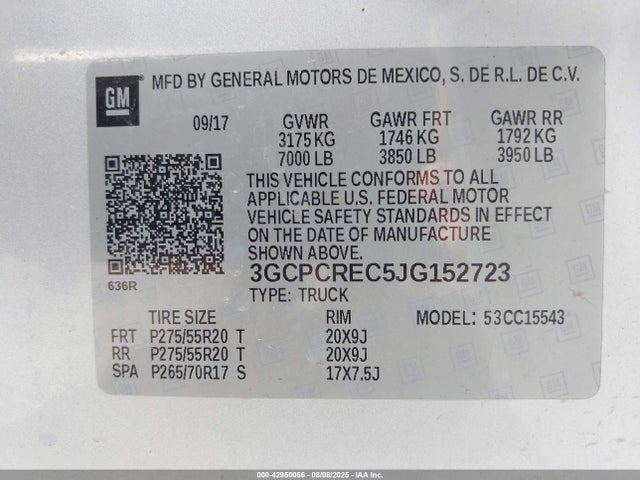 GM
MFD BY GENERAL MOTORS DE MEXICO, S. DE R.L. DE C.V.
09/17 GVWR GAWR FRT GAWR RR
3175 KG 1746 KG 1792 KG
7000 LB 3850 LB 3950 LB
THIS VEHICLE CONFORMS TO ALL
APPLICABLE U.S. FEDERAL MOTOR
VEHICLE SAFETY STANDARDS IN EFFECT
ON THE DATE OF MANUFACTURE
SHOWN ABOVE.
3GCPCREC5JG152723
636R
TYPE: TRUCK
TIRE SIZE RIM MODEL: 53CC15543
FRT P275/55R20 T 20X9J
RR P275/55R20 T 20X9J
SPA P265/70R17 S 17X7.5J
000-42950066 - 08/08/2025 - IAAI Inc.